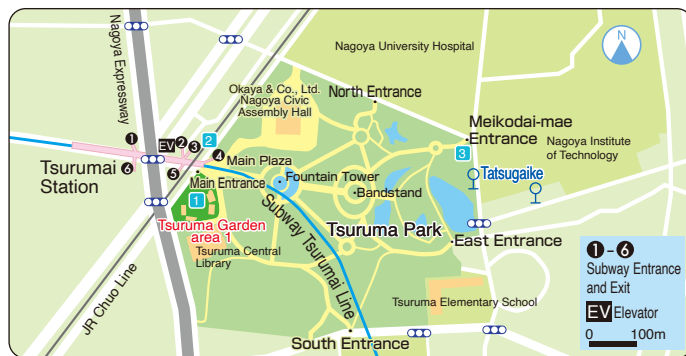 Nagoya Expressway
Nagoya University Hospital
N
Okaya & Co., Ltd.
Nagoya Civic
Assembly Hall
North Entrance
Meikodai-mae
Entrance
Nagoya Institute
of Technology
1
EV
2
3
2
4
Main Plaza
3
Tsurumai
Station
6
5
Main Entrance
1
Fountain Tower
Bandstand
Tatsugaike
Tsuruma Garden
area 1
Tsuruma Central
Library
Subway Tsurumai Line
Tsuruma Park
East Entrance
JR Chuo Line
Tsuruma Elementary School
South Entrance
1-6
Subway Entrance
and Exit
EV Elevator
0 100m